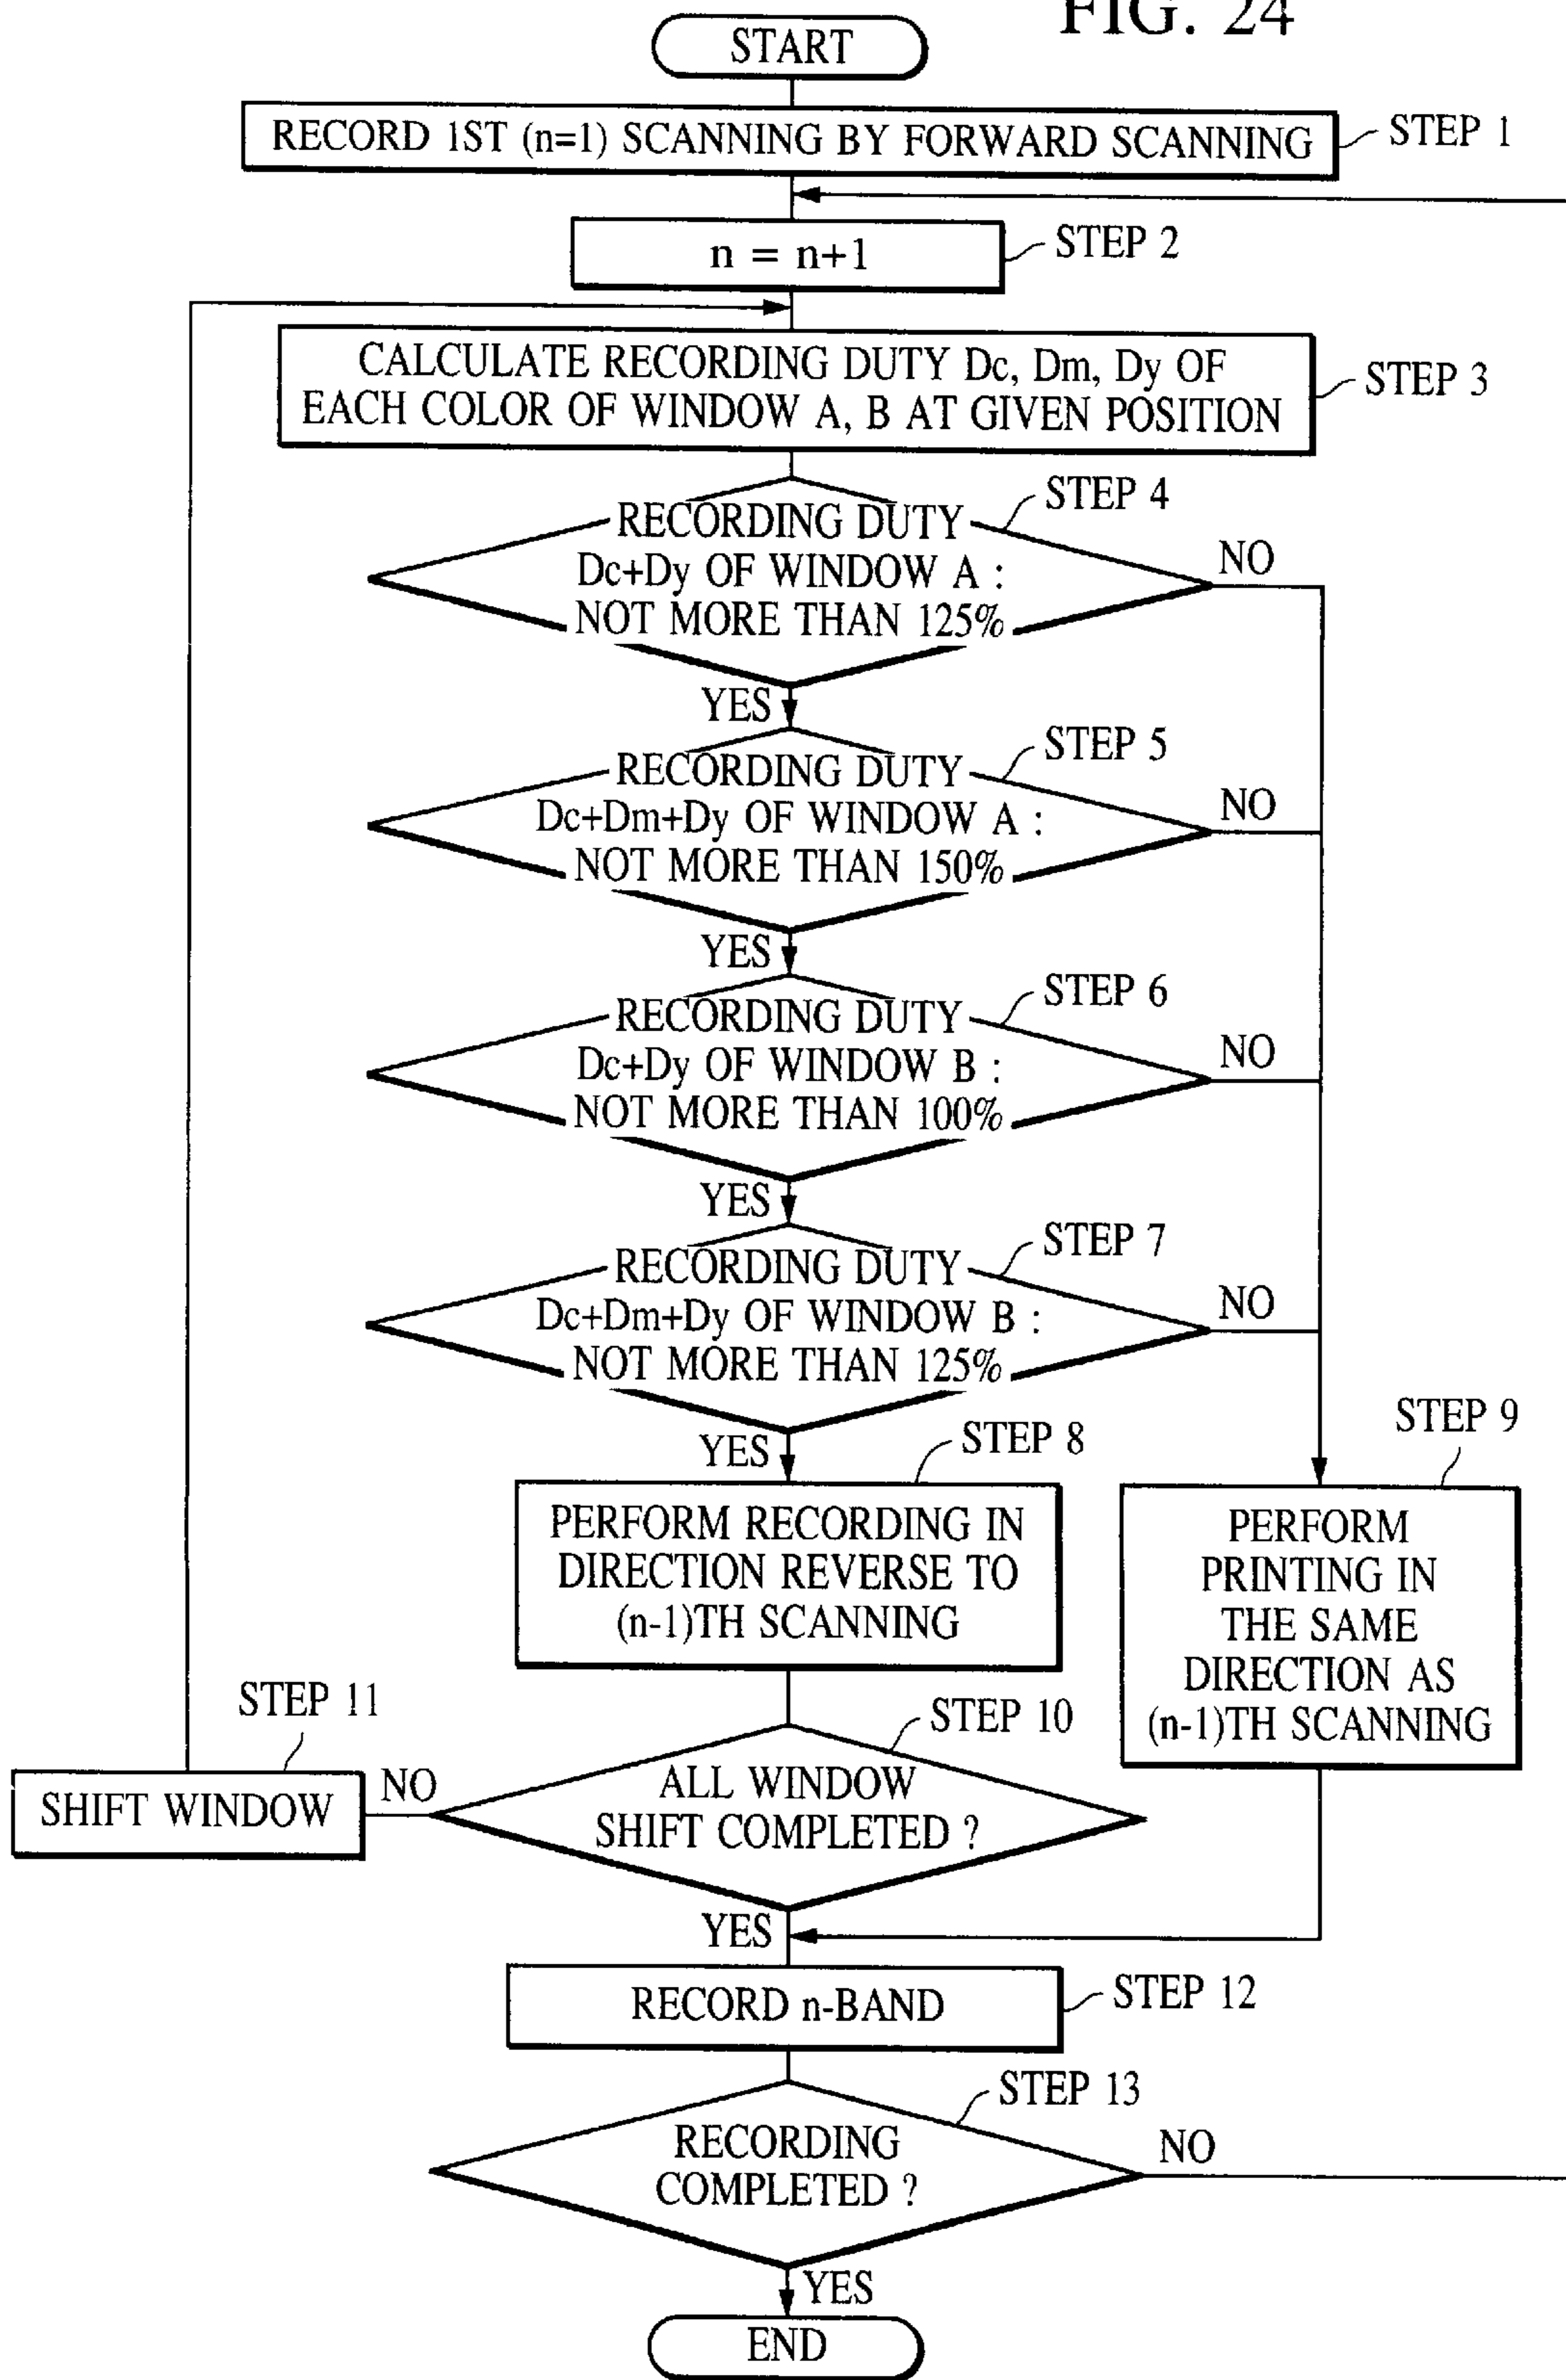 FIG. 24
START
RECORD 1ST (n=1) SCANNING BY FORWARD SCANNING
STEP 1
n = n+1
STEP 2
CALCULATE RECORDING DUTY Dc, Dm, Dy OF
EACH COLOR OF WINDOW A, B AT GIVEN POSITION
STEP 3
STEP 4
RECORDING DUTY
Dc+Dy OF WINDOW A :
NOT MORE THAN 125%
NO
YES
STEP 5
RECORDING DUTY
Dc+Dm+Dy OF WINDOW A :
NOT MORE THAN 150%
NO
YES
STEP 6
RECORDING DUTY
Dc+Dy OF WINDOW B :
NOT MORE THAN 100%
NO
YES
STEP 7
RECORDING DUTY
Dc+Dm+Dy OF WINDOW B :
NOT MORE THAN 125%
NO
YES
STEP 8
PERFORM RECORDING IN
DIRECTION REVERSE TO
(n-1)TH SCANNING
STEP 9
PERFORM
PRINTING IN
THE SAME
DIRECTION AS
(n-1)TH SCANNING
STEP 10
ALL WINDOW
SHIFT COMPLETED ?
NO
STEP 11
SHIFT WINDOW
YES
RECORD n-BAND
STEP 12
STEP 13
RECORDING
COMPLETED ?
NO
YES
END